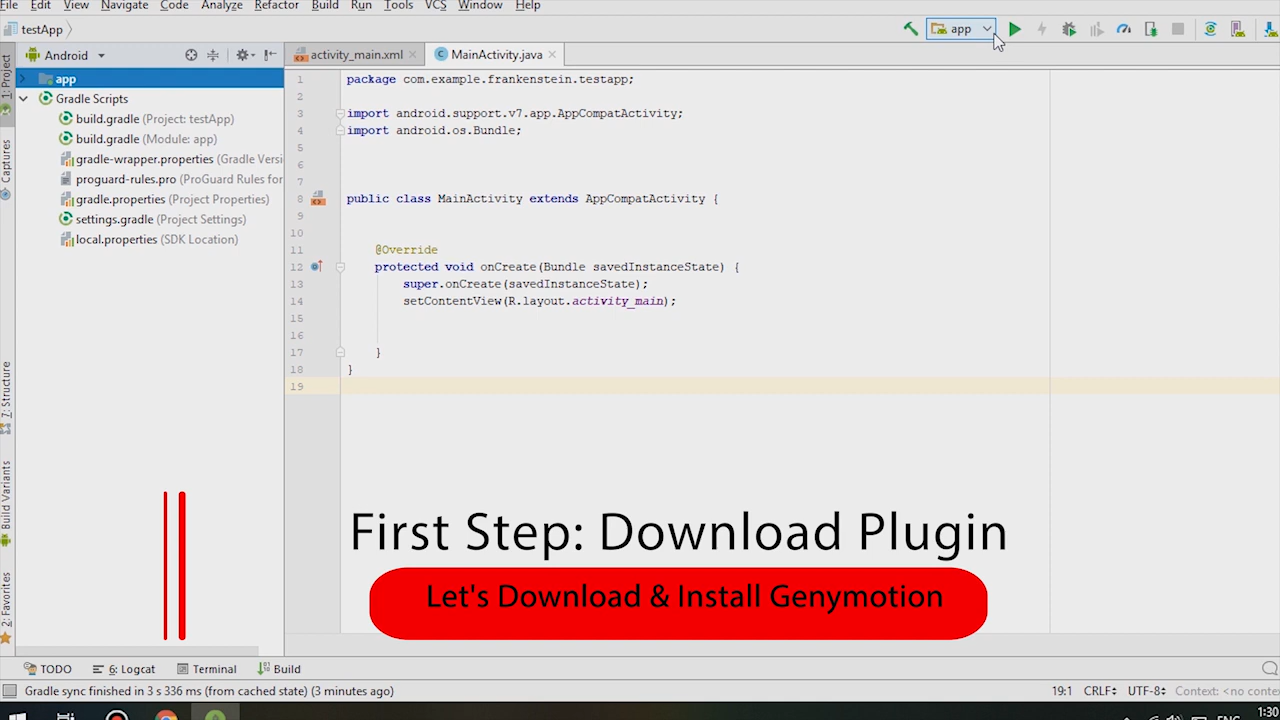 File Edit View Navigate Code Analyze Refactor Build Run Tools VCS Window Help
testApp
app
Android
activity_main.xml
MainActivity.java
1: Project
Captures
7: Structure
Build Variants
2: Favorites
app
Gradle Scripts
build.gradle (Project: testApp)
build.gradle (Module: app)
gradle-wrapper.properties (Gradle Versi
proguard-rules.pro (ProGuard Rules for
gradle.properties (Project Properties)
settings.gradle (Project Settings)
local.properties (SDK Location)
1 package com.example.frankenstein.testapp;
2
3 import android.support.v7.app.AppCompatActivity;
4 import android.os.Bundle;
5
6
7
8 public class MainActivity extends AppCompatActivity {
9
10
11 @Override
12 protected void onCreate(Bundle savedInstanceState) {
13 super.onCreate(savedInstanceState);
14 setContentView(R.layout.activity_main);
15
16
17 }
18 }
19
First Step: Download Plugin
Let's Download & Install Genymotion
TODO 6: Logcat Terminal Build
Gradle sync finished in 3 s 336 ms (from cached state) (3 minutes ago)
19:1 CRLF UTF-8 Context: <no conte
1:30